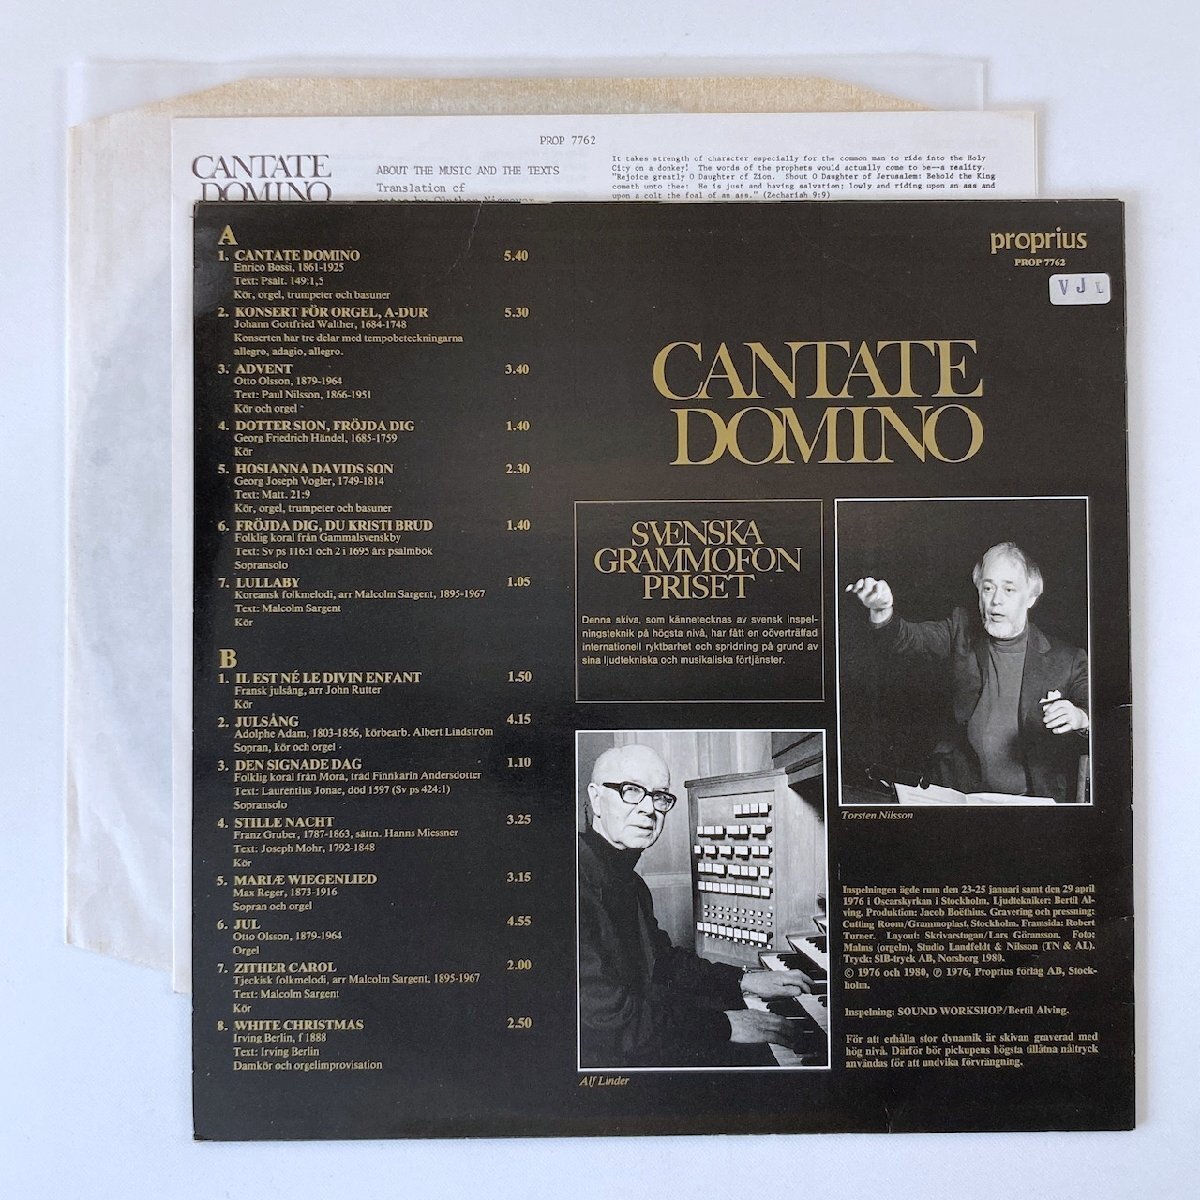 PROP 7762
CANTATE
DOMINO
ABOUT THE MUSIC AND THE TEXTS
Translation of
notes by
It takes strength of character especially for the common man to ride into the Holy
City on a donkey! The words of the prophets would actually come to be--a reality.
"Rejoice greatly O Daughter of Zion. Shout O Daughter of Jerusalem: Behold the King
cometh unto thee: He is just and having salvation; lowly and riding upon an ass and
upon a colt the foal of an ass." (Zechariah 9:9)
A
1. CANTATE DOMINO 5.40
Enrico Bossi, 1861-1925
Text: Psalt. 149:1,5
Kör, orgel, trumpeter och basuner
2. KONSERT FÖR ORGEL, A-DUR 5.30
Johann Gottfried Walther, 1684-1748
Konserten har tre delar med tempobeteckningarna
allegro, adagio, allegro.
3. ADVENT 3.40
Otto Olsson, 1879-1964
Text: Paul Nilsson, 1866-1951
Kör och orgel
4. DOTTER SION, FRÖJDA DIG 1.40
Georg Friedrich Händel, 1685-1759
Kör
5. HOSIANNA DAVIDS SON 2.30
Georg Joseph Vogler, 1749-1814
Text: Matt. 21:9
Kör, orgel, trumpeter och basuner
6. FRÖJDA DIG, DU KRISTI BRUD 1.40
Folklig koral från Gammalsvenskby
Text: Sv ps 116:1 och 2 i 1695 års psalmbok
Sopransolo
7. LULLABY 1.05
Koreansk folkmelodi, arr Malcolm Sargent, 1895-1967
Text: Malcolm Sargent
Kör
B
1. IL EST NÉ LE DIVIN ENFANT 1.50
Fransk julsång, arr John Rutter
Kör
2. JULSÅNG 4.15
Adolphe Adam, 1803-1856, körbearb. Albert Lindström
Sopran, kör och orgel
3. DEN SIGNADE DAG 1.10
Folklig koral från Mora, trad Finnkarin Andersdotter
Text: Laurentius Jonae, död 1597 (Sv ps 424:1)
Sopransolo
4. STILLE NACHT 3.25
Franz Gruber, 1787-1863, sättn. Hanns Miessner
Text: Joseph Mohr, 1792-1848
Kör
5. MARIÆ WIEGENLIED 3.15
Max Reger, 1873-1916
Sopran och orgel
6. JUL 4.55
Otto Olsson, 1879-1964
Orgel
7. ZITHER CAROL 2.00
Tjeckisk folkmelodi, arr Malcolm Sargent, 1895-1967
Text: Malcolm Sargent
Kör
8. WHITE CHRISTMAS 2.50
Irving Berlin, f 1888
Text: Irving Berlin
Damkör och orgelimprovisation
proprius
PROP 7762
VJL
CANTATE
DOMINO
SVENSKA
GRAMMOFON
PRISET
Denna skiva, som kännetecknas av svensk inspel-
ningsteknik på högsta nivå, har fått en oöverträffad
internationell ryktbarhet och spridning på grund av
sina ljudtekniska och musikaliska förtjänster.
Torsten Nilsson
Alf Linder
Inspelningen ägde rum den 23-25 januari samt den 29 april
1976 i Oscarskyrkan i Stockholm. Ljudtekniker: Bertil Al-
ving. Produktion: Jacob Boëthius. Gravering och pressning:
Cutting Room/Grammoplast, Stockholm. Framsida: Robert
Turner. Layout: Skrivarstugan/Lars Göransson. Foto:
Malms (orgeln), Studio Landfeldt & Nilsson (TN & AL).
Tryck: SIB-tryck AB, Norsborg 1980.
© 1976 och 1980, ℗ 1976, Proprius förlag AB, Stock-
holm.
Inspelning: SOUND WORKSHOP/Bertil Alving.
För att erhålla stor dynamik är skivan graverad med
hög nivå. Därför bör pickupens högsta tillåtna nåltryck
användas för att undvika förvrängning.